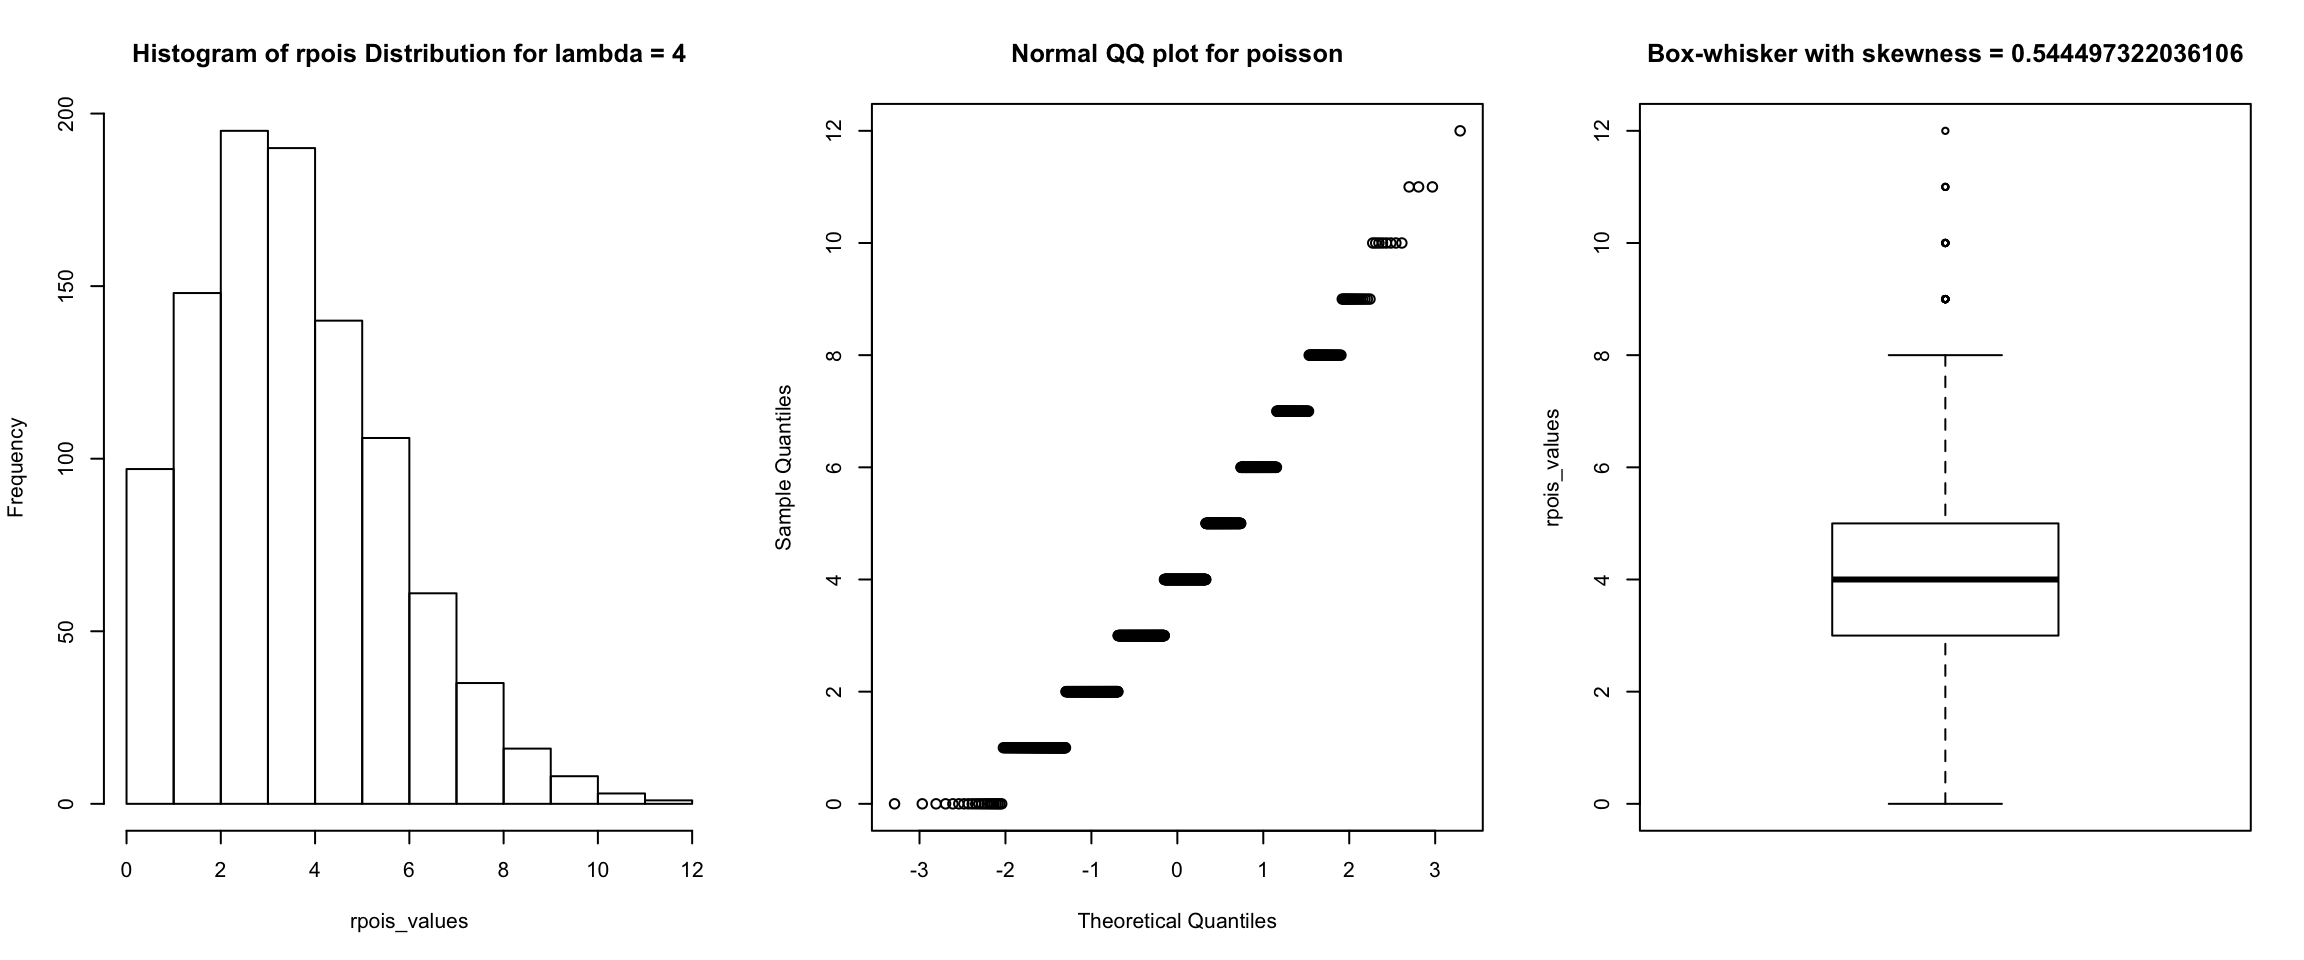 Histogram of rpois Distribution for lambda = 4
Frequency
0 50 100 150 200
0 2 4 6 8 10 12
rpois_values
Normal QQ plot for poisson
Sample Quantiles
0 2 4 6 8 10 12
-3 -2 -1 0 1 2 3
Theoretical Quantiles
Box-whisker with skewness = 0.544497322036106
rpois_values
0 2 4 6 8 10 12